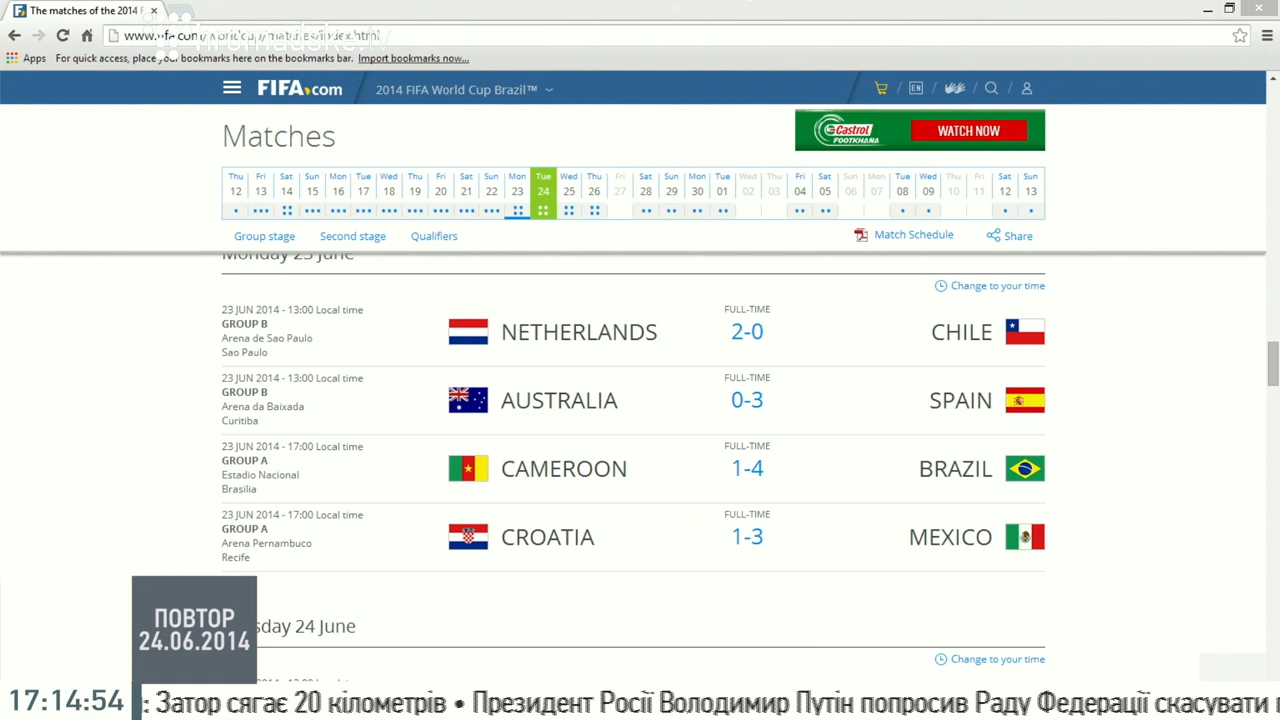 The matches of the 2014 F
hromadske.tv
Apps For quick access, place your bookmarks here on the bookmarks bar. Import bookmarks now...
FIFA.com 2014 FIFA World Cup Brazil™ EN
Matches
Castrol FOOTKHANA WATCH NOW
Thu Fri Sat Sun Mon Tue Wed Thu Fri Sat Sun Mon Tue Wed Thu Fri Sat Sun Mon Tue Wed Thu Fri Sat Sun Mon Tue Wed Thu Fri Sat Sun
12 13 14 15 16 17 18 19 20 21 22 23 24 25 26 27 28 29 30 01 02 03 04 05 06 07 08 09 10 11 12 13
Group stage Second stage Qualifiers Match Schedule Share
Monday 23 June
Change to your time
23 JUN 2014 - 13:00 Local time
GROUP B
Arena de Sao Paulo
Sao Paulo
NETHERLANDS FULL-TIME 2-0 CHILE
23 JUN 2014 - 13:00 Local time
GROUP B
Arena da Baixada
Curitiba
AUSTRALIA FULL-TIME 0-3 SPAIN
23 JUN 2014 - 17:00 Local time
GROUP A
Estadio Nacional
Brasilia
CAMEROON FULL-TIME 1-4 BRAZIL
23 JUN 2014 - 17:00 Local time
GROUP A
Arena Pernambuco
Recife
CROATIA FULL-TIME 1-3 MEXICO
sday 24 June
Change to your time
ПОВТОР
24.06.2014
17:14:54 : Затор сягає 20 кілометрів • Президент Росії Володимир Путін попросив Раду Федерації скасувати